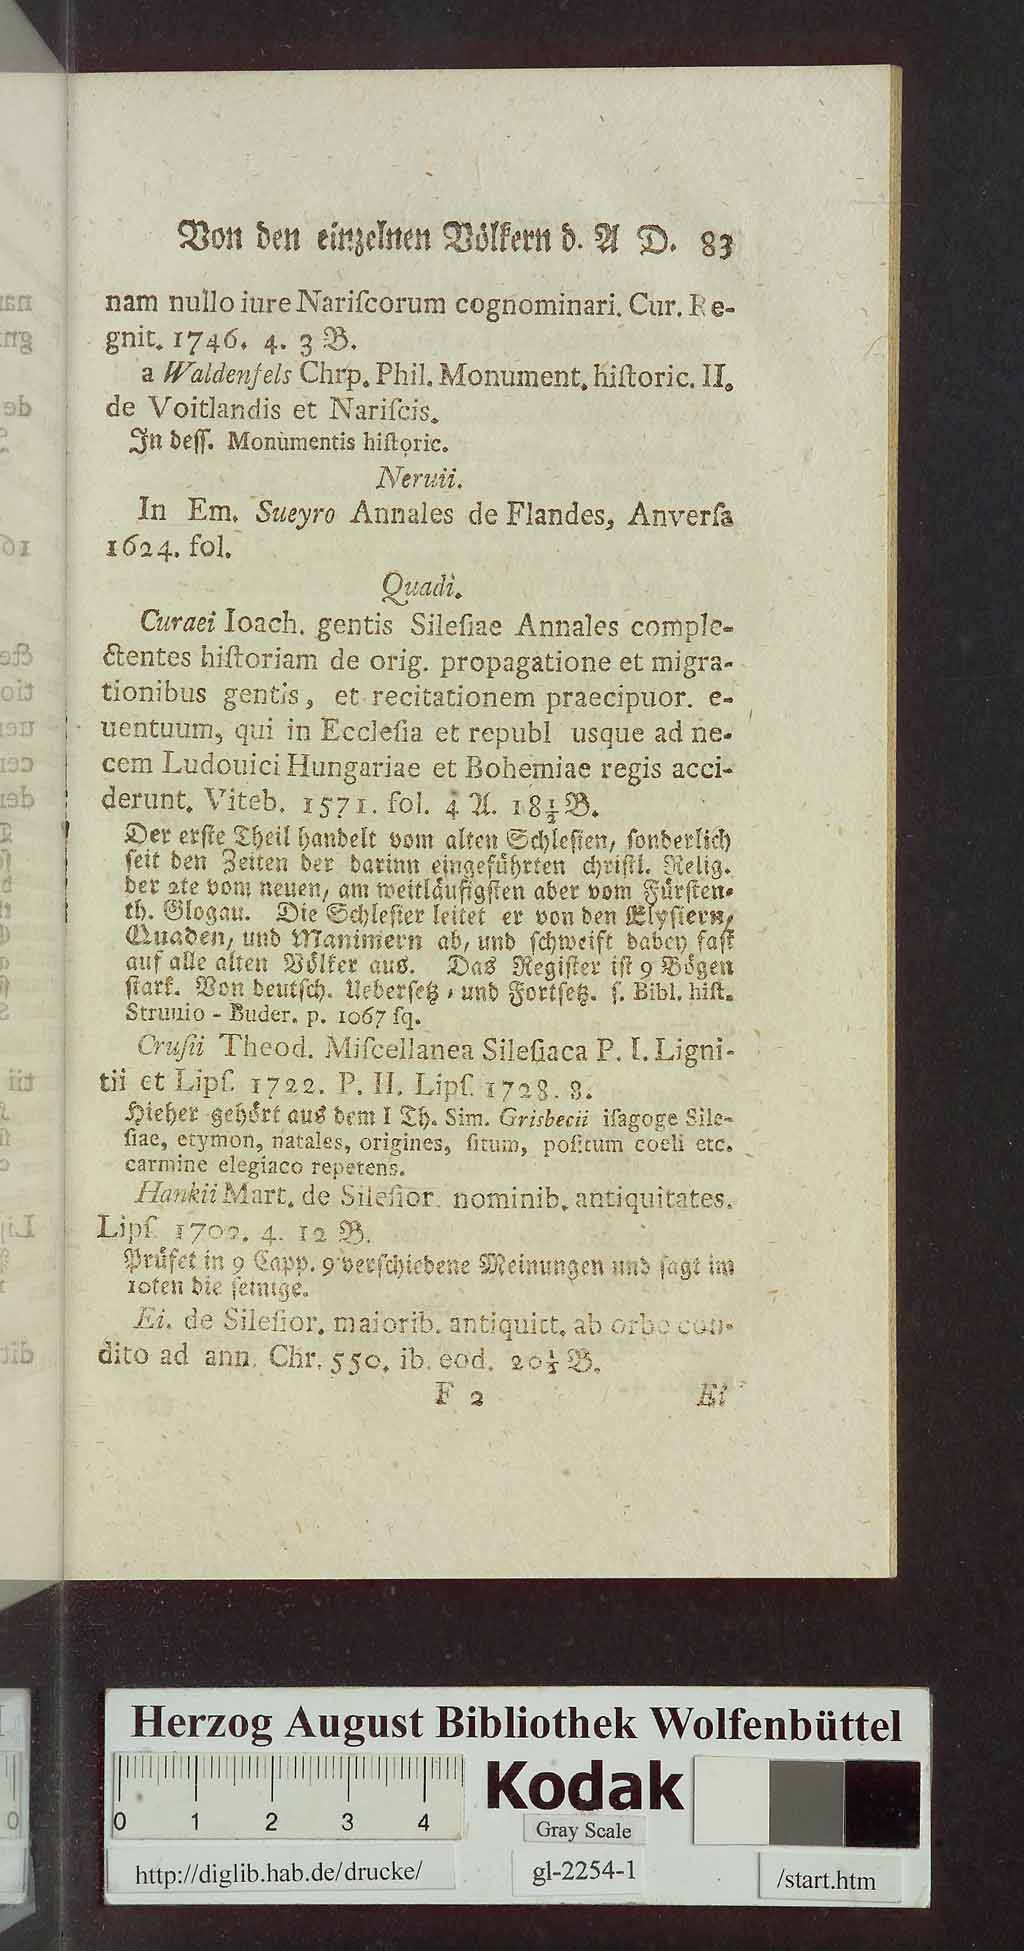 Von den einzelnen Völkern d. A D. 83
nam nullo iure Nariſcorum cognominari. Cur. Re-
gnit. 1746. 4. 3 B.
a Waldenfels Chrp. Phil. Monument. hiſtoric. II.
de Voitlandis et Nariſcis.
In deſſ. Monumentis hiſtoric.
Neruii.
In Em. Sueyro Annales de Flandes, Anverſa
1624. fol.
Quadi.
Curaei Ioach. gentis Sileſiae Annales comple-
ctentes hiſtoriam de orig. propagatione et migra-
tionibus gentis, et recitationem praecipuor. e-
uentuum, qui in Eccleſia et republ usque ad ne-
cem Ludouici Hungariae et Bohemiae regis acci-
derunt. Viteb. 1571. fol. 4 A. 18½ B.
Der erſte Theil handelt vom alten Schleſien, ſonderlich
ſeit den Zeiten der darinn eingeführten chriſtl. Relig.
der 2te vom neuen, am weitläufigſten aber vom Fürſten-
th. Glogau. Die Schleſier leitet er von den Elyſiern,
Quaden, und Manimern ab, und ſchweift dabey faſt
auf alle alten Völker aus. Das Regiſter iſt 9 Bögen
ſtark. Von deutſch. Ueberſetz- und Fortſetz. ſ. Bibl. hiſt.
Struuio - Buder. p. 1067 ſq.
Cruſii Theod. Miſcellanea Sileſiaca P. I. Ligni-
tii et Lipſ. 1722. P. II. Lipſ. 1728. 8.
Hieher gehört aus dem I Th. Sim. Grisbecii iſagoge Sile-
ſiae, etymon, natales, origines, ſitum, poſitum coeli etc.
carmine elegiaco repetens.
Hankii Mart. de Sileſior. nominib. antiquitates.
Lipſ. 1702. 4. 12 B.
Prüfet in 9 Capp. 9 verſchiedene Meinungen und ſagt im
10ten die ſeinige.
Ei. de Sileſior. maiorib. antiquitt. ab orbe con-
dito ad ann. Chr. 550. ib. eod. 20½ B.
F 2 Ei
Herzog August Bibliothek Wolfenbüttel
0 1 2 3 4
Kodak
Gray Scale
http://diglib.hab.de/drucke/ gl-2254-1 /start.htm